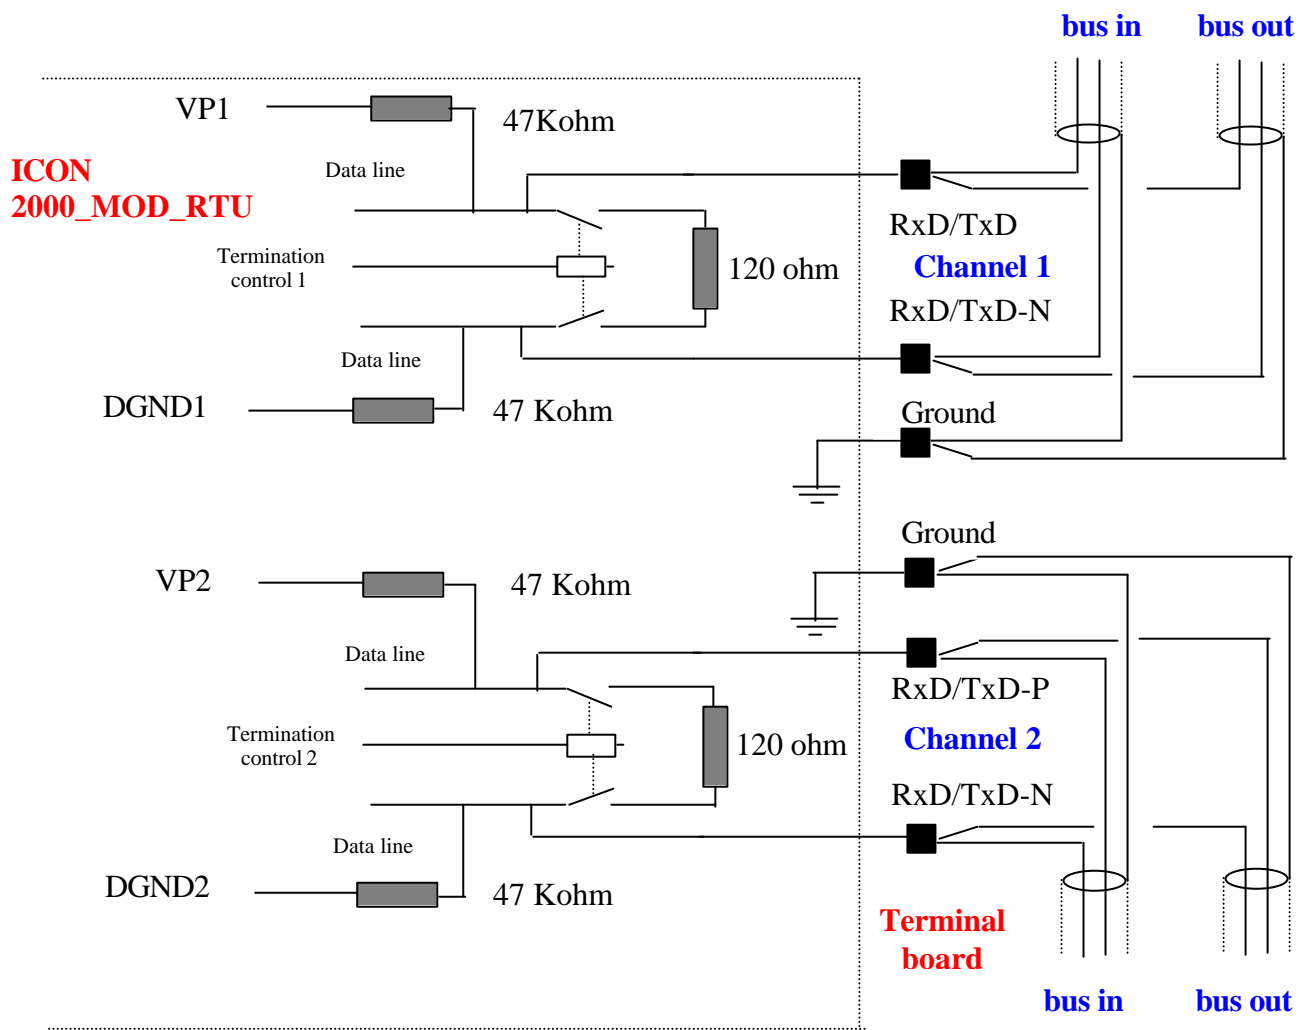 bus in
bus out
VP1
47Kohm
ICON
2000_MOD_RTU
Data line
RxD/TxD
Termination
control 1
120 ohm
Channel 1
RxD/TxD-N
Data line
DGND1
47 Kohm
Ground
Ground
VP2
47 Kohm
Data line
RxD/TxD-P
Termination
control 2
120 ohm
Channel 2
RxD/TxD-N
Data line
DGND2
47 Kohm
Terminal
board
bus in
bus out